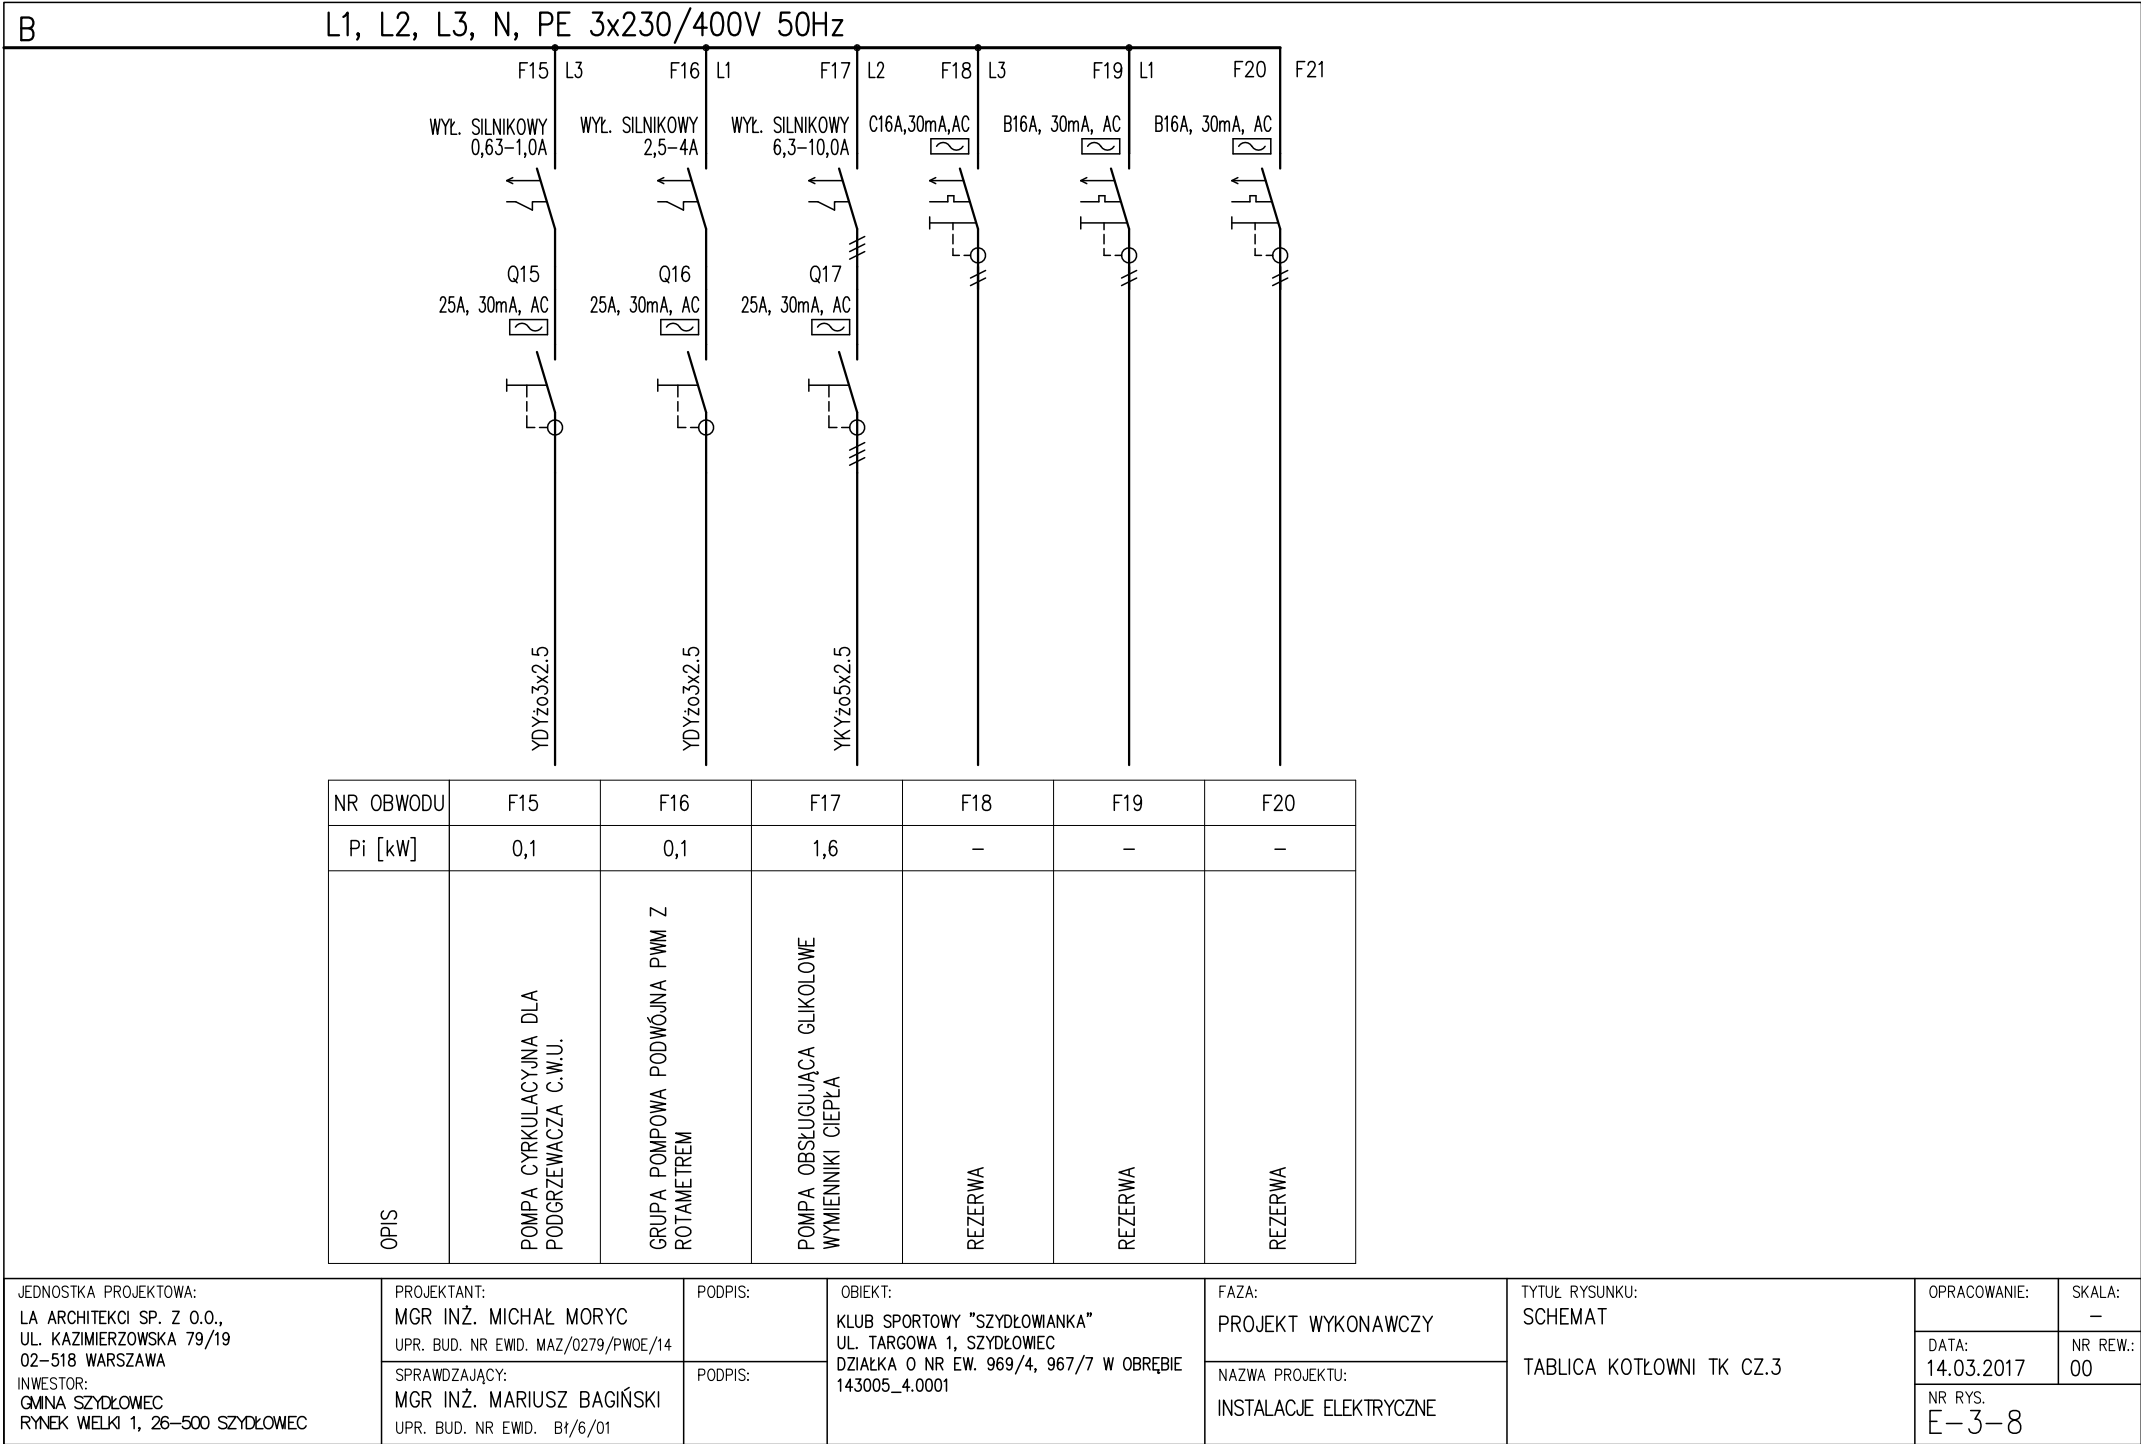 B
L1, L2, L3, N, PE 3x230/400V 50Hz
F15 L3
F16 L1
F17 L2
F18 L3
F19 L1
F20 F21
WYŁ. SILNIKOWY
0,63-1,0A
WYŁ. SILNIKOWY
2,5-4A
WYŁ. SILNIKOWY
6,3-10,0A
C16A,30mA,AC
B16A, 30mA, AC
B16A, 30mA, AC
Q15
25A, 30mA, AC
Q16
25A, 30mA, AC
Q17
25A, 30mA, AC
YDYżo3x2.5
YDYżo3x2.5
YKYżo5x2.5
NR OBWODU F15 F16 F17 F18 F19 F20
Pi [kW] 0,1 0,1 1,6 - - -
OPIS
POMPA CYRKULACYJNA DLA
PODGRZEWACZA C.W.U.
GRUPA POMPOWA PODWÓJNA PWM Z
ROTAMETREM
POMPA OBSŁUGUJĄCA GLIKOLOWE
WYMIENNIKI CIEPŁA
REZERWA
REZERWA
REZERWA
JEDNOSTKA PROJEKTOWA:
LA ARCHITEKCI SP. Z O.O.,
UL. KAZIMIERZOWSKA 79/19
02-518 WARSZAWA
INWESTOR:
GMINA SZYDŁOWIEC
RYNEK WIELKI 1, 26-500 SZYDŁOWIEC
PROJEKTANT:
MGR INŻ. MICHAŁ MORYC
UPR. BUD. NR EWID. MAZ/0279/PWOE/14
PODPIS:
SPRAWDZAJĄCY:
MGR INŻ. MARIUSZ BAGIŃSKI
UPR. BUD. NR EWID. Bł/6/01
PODPIS:
OBIEKT:
KLUB SPORTOWY "SZYDŁOWIANKA"
UL. TARGOWA 1, SZYDŁOWIEC
DZIAŁKA O NR EW. 969/4, 967/7 W OBRĘBIE
143005_4.0001
FAZA:
PROJEKT WYKONAWCZY
NAZWA PROJEKTU:
INSTALACJE ELEKTRYCZNE
TYTUŁ RYSUNKU:
SCHEMAT
TABLICA KOTŁOWNI TK CZ.3
OPRACOWANIE:
SKALA:
-
DATA:
14.03.2017
NR REW.:
00
NR RYS.
E-3-8